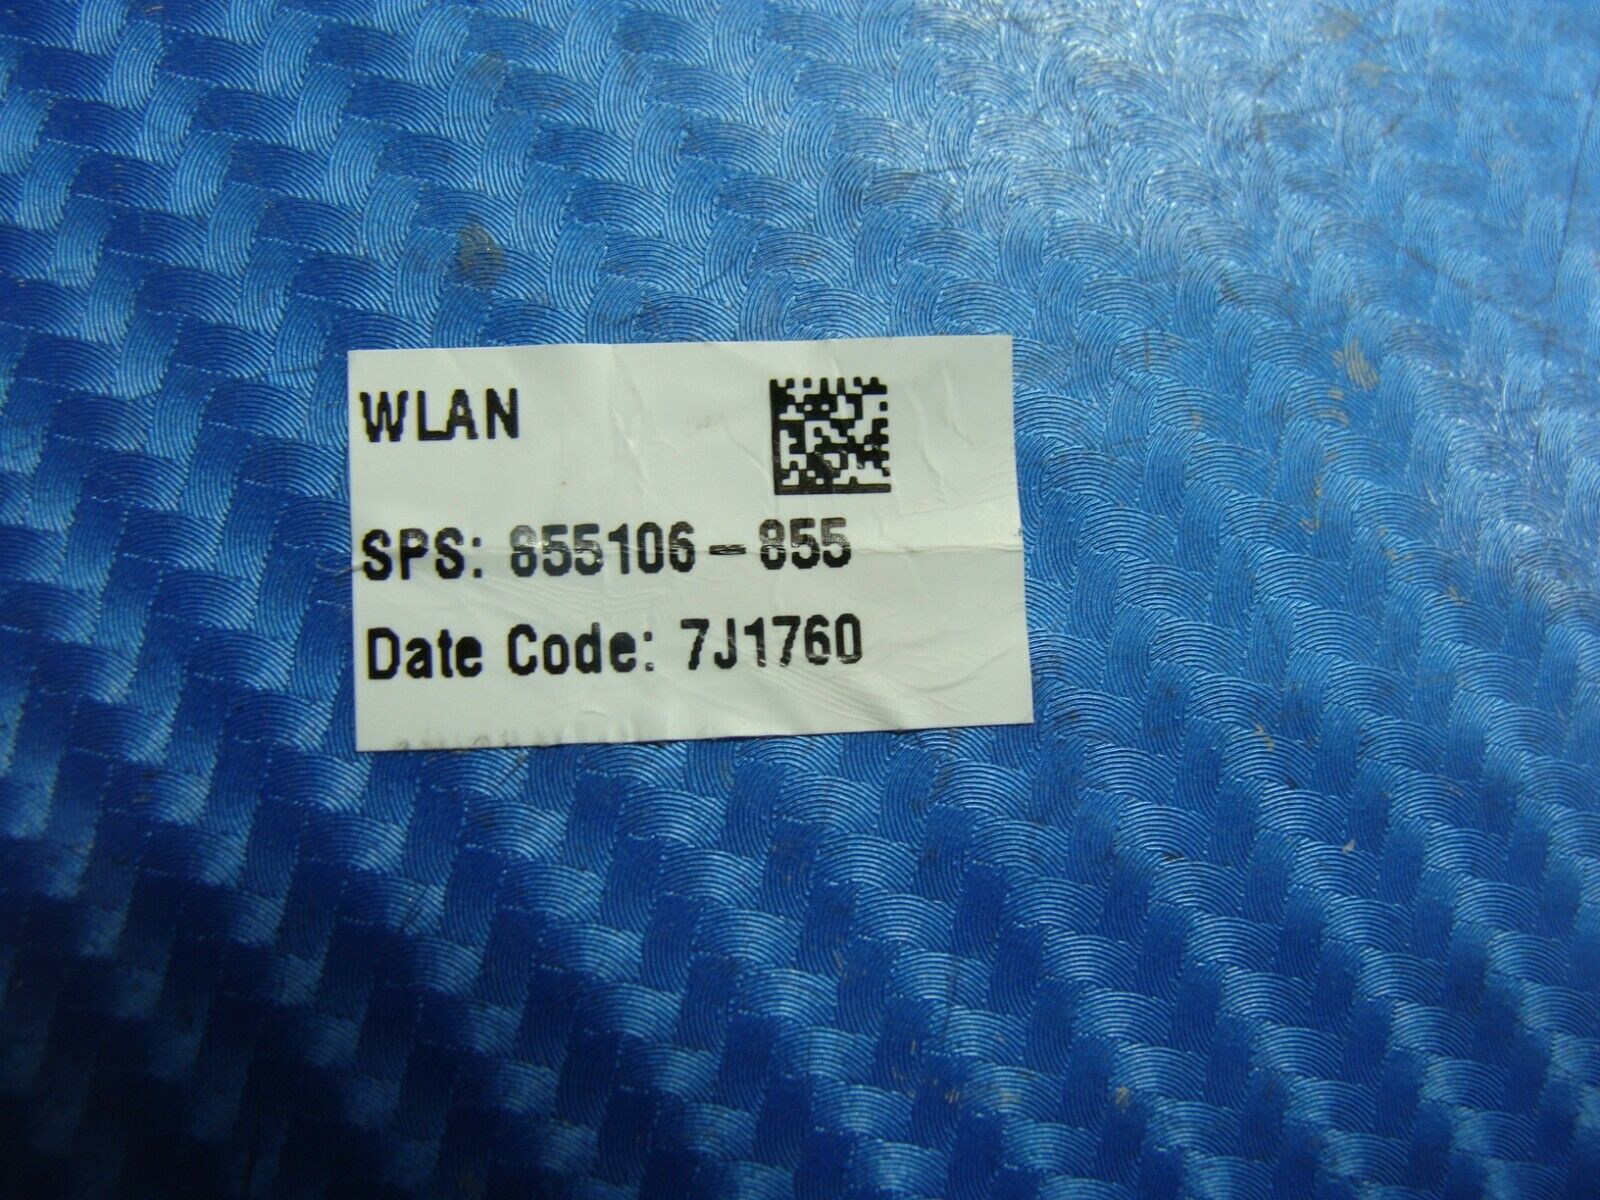 WLAN
SPS: 855106-855
Date Code: 7J1760